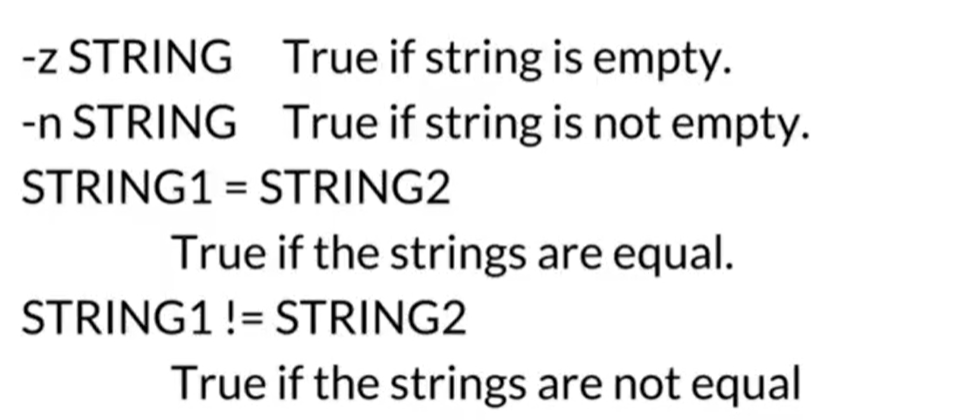 -z STRING True if string is empty.
-n STRING True if string is not empty.
STRING1 = STRING2
True if the strings are equal.
STRING1 != STRING2
True if the strings are not equal